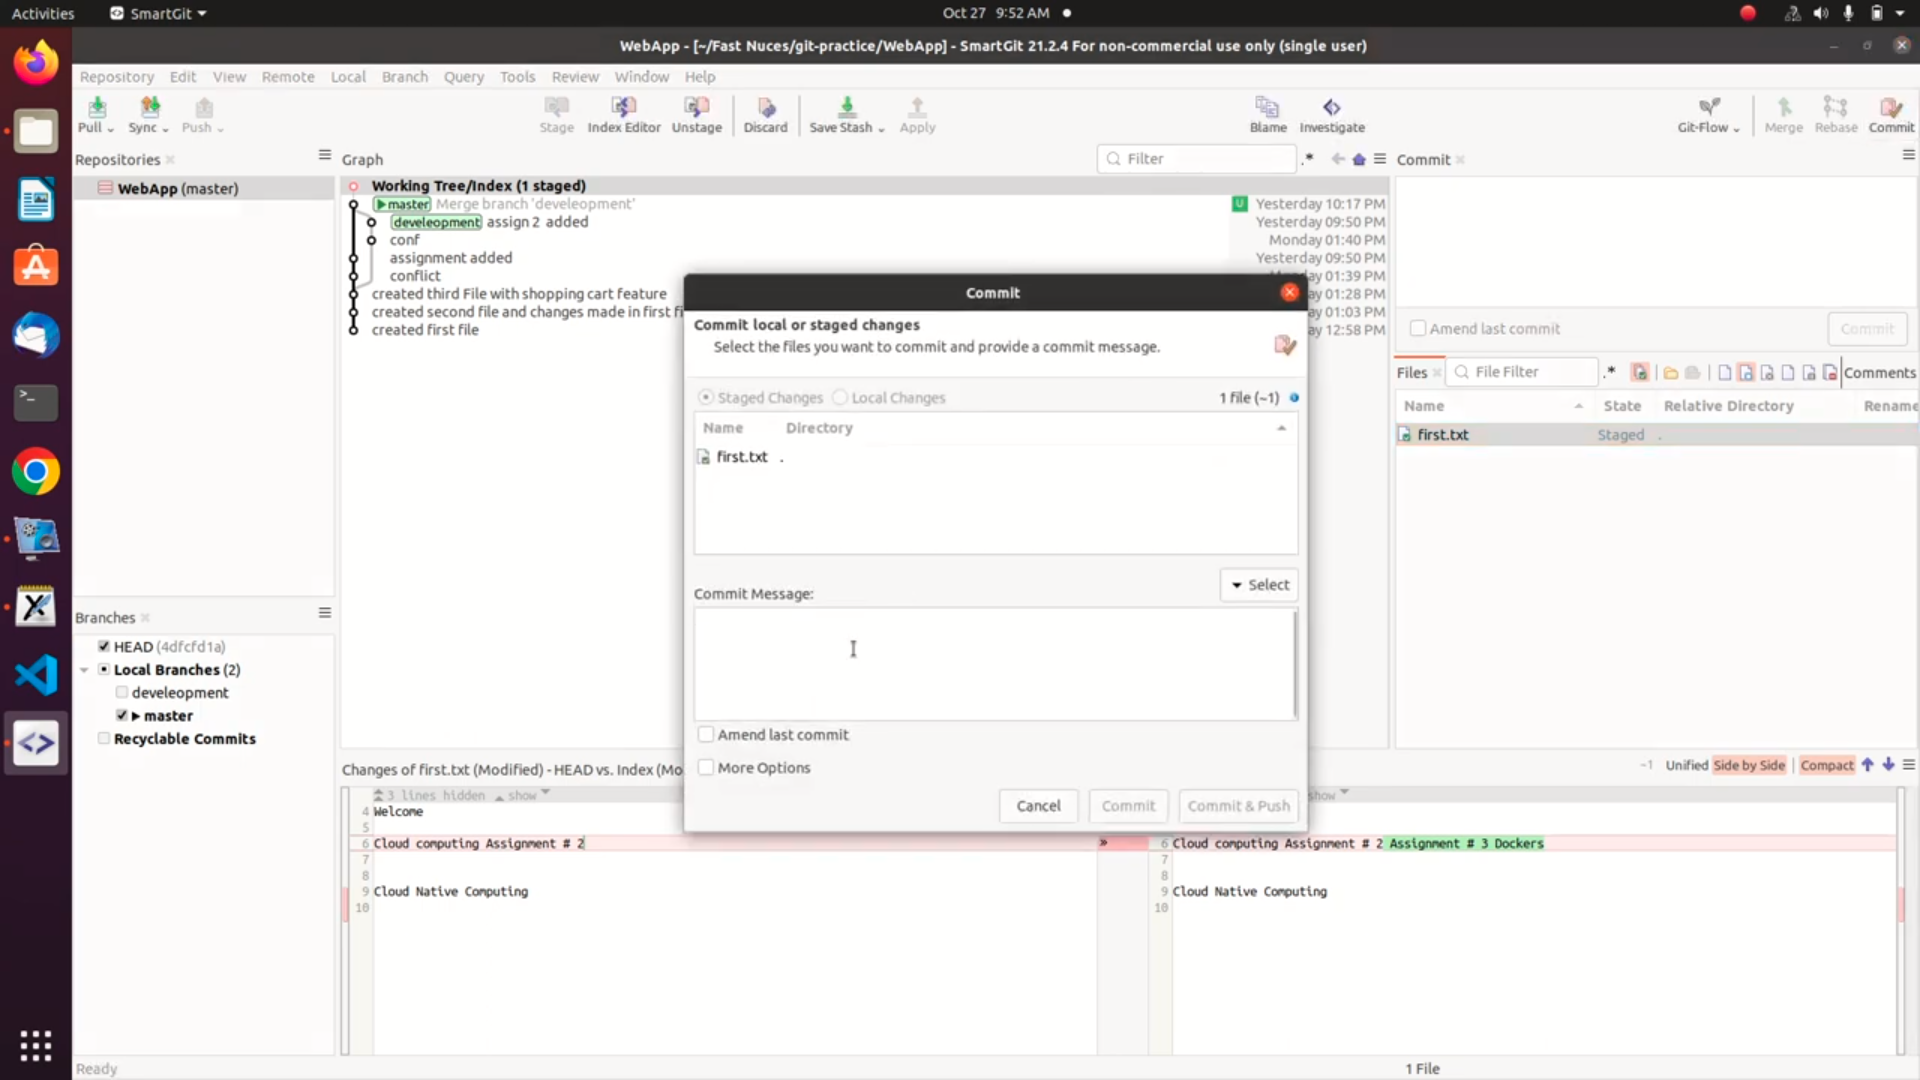 Activities SmartGit Oct 27 9:52 AM
WebApp - [~/Fast Nuces/git-practice/WebApp] - SmartGit 21.2.4 For non-commercial use only (single user)
Repository Edit View Remote Local Branch Query Tools Review Window Help
Pull Sync Push Stage Index Editor Unstage Discard Save Stash Apply Blame Investigate Git-Flow Merge Rebase Commit
Repositories Graph Filter .* Commit
WebApp (master)
Working Tree/Index (1 staged)
master Merge branch 'develeopment' U Yesterday 10:17 PM
develeopment assign 2 added Yesterday 09:50 PM
conf Monday 01:40 PM
assignment added Yesterday 09:50 PM
conflict 01:39 PM
created third File with shopping cart feature ay 01:28 PM
created second file and changes made in first fi ay 01:03 PM
created first file ay 12:58 PM
Amend last commit Commit
Files File Filter .* Comments
Name State Relative Directory Rename
first.txt Staged .
Commit
Commit local or staged changes
Select the files you want to commit and provide a commit message.
Staged Changes Local Changes 1 file (~1)
Name Directory
first.txt .
Select
Commit Message:
Amend last commit
More Options
Cancel Commit Commit & Push
Branches
HEAD (4dfcfd1a)
Local Branches (2)
develeopment
master
Recyclable Commits
Changes of first.txt (Modified) - HEAD vs. Index (Mo ~1 Unified Side by Side Compact
3 lines hidden show show
4 Welcome
5
6 Cloud computing Assignment # 2 6 Cloud computing Assignment # 2 Assignment # 3 Dockers
7 7
8 8
9 Cloud Native Computing 9 Cloud Native Computing
10 10
Ready 1 File